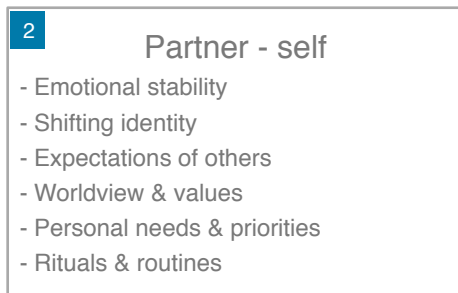 2
Partner - self
- Emotional stability
- Shifting identity
- Expectations of others
- Worldview & values
- Personal needs & priorities
- Rituals & routines